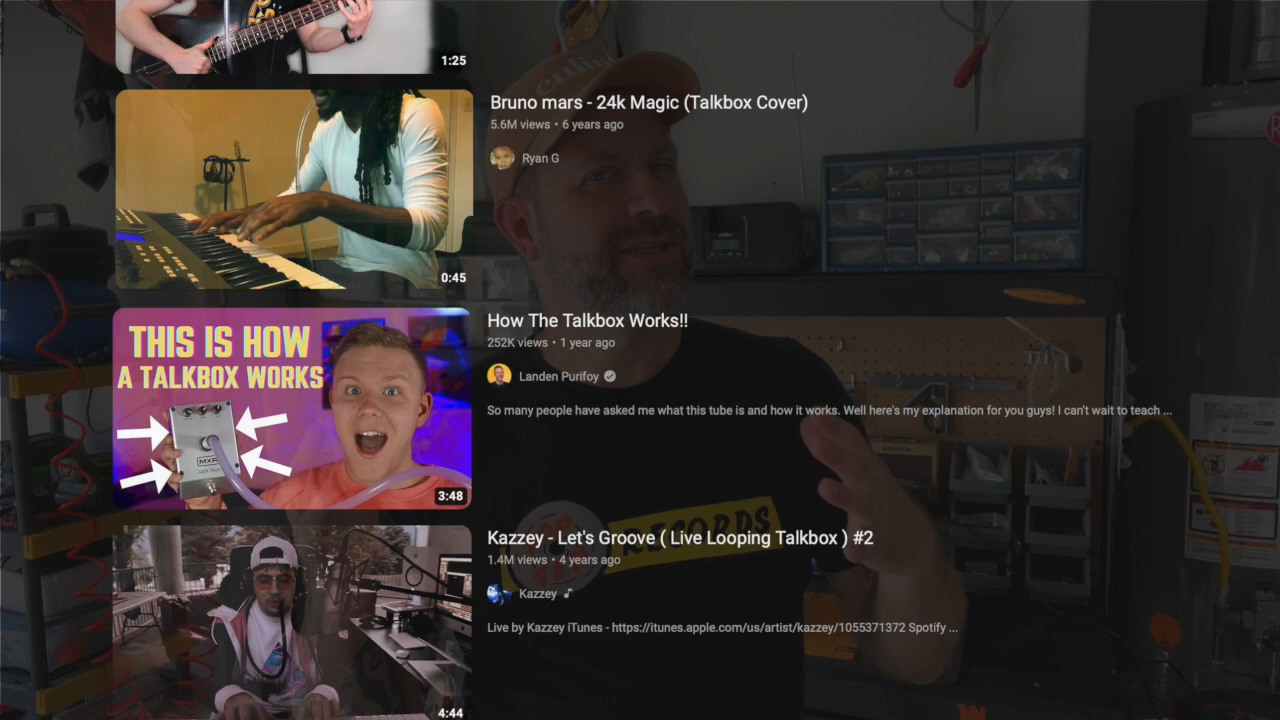 1:25
Bruno mars - 24k Magic (Talkbox Cover)
5.6M views • 6 years ago
Ryan G
0:45
THIS IS HOW
A TALKBOX WORKS
MXR
3:48
How The Talkbox Works!!
252K views • 1 year ago
Landen Purifoy
So many people have asked me what this tube is and how it works. Well here's my explanation for you guys! I can't wait to teach ...
RECORDS
Kazzey - Let's Groove ( Live Looping Talkbox ) #2
1.4M views • 4 years ago
Kazzey
Live by Kazzey iTunes - https://itunes.apple.com/us/artist/kazzey/1055371372 Spotify ...
4:44